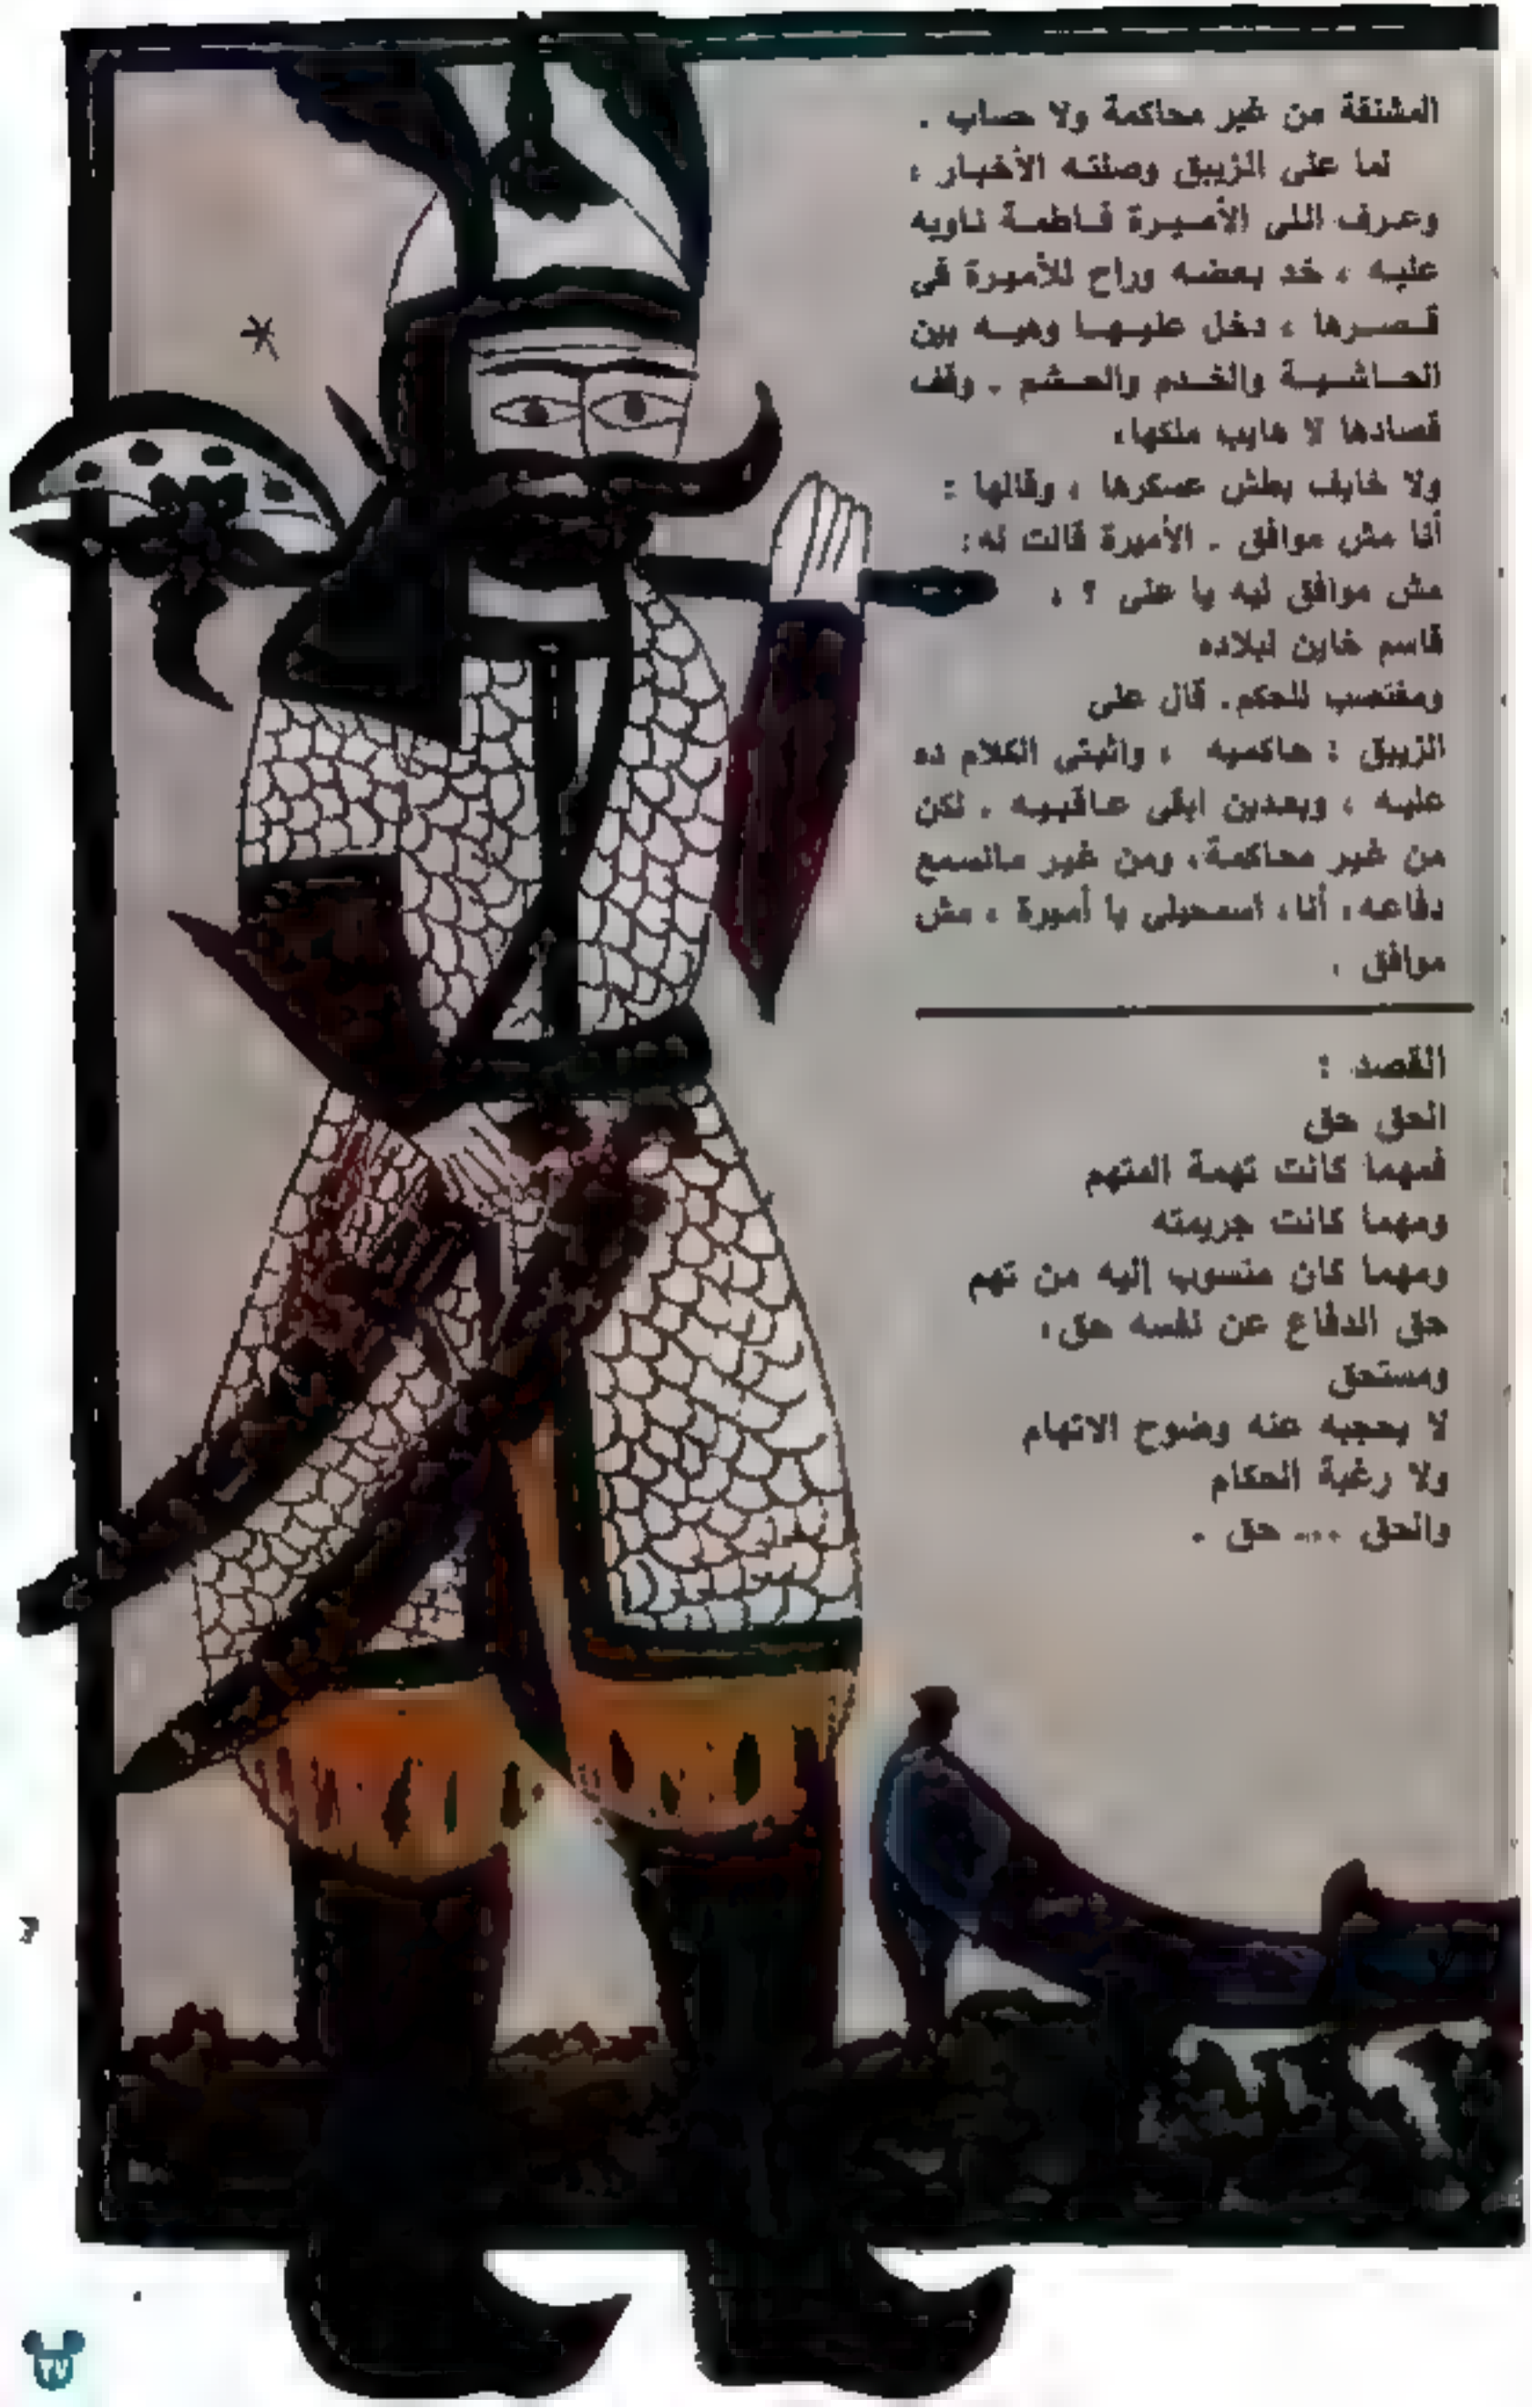 المشنقة من غير محاكمة ولا حساب .
لما على الزيبق وصلته الأخبار ،
وعرف اللى الأميرة فاطمة ناويه
عليه ، خد بعضه وراح للأميرة فى
قصرها ، دخل عليها وهيه بين
الحاشية والخدم والحشم . وقف
قصادها لا هايب ملكها،
ولا خايف بطش عسكرها ، وقالها :
أنا مش موافق . الأميرة قالت له :
مش موافق ليه يا على ؟ ،
قاسم خاين لبلاده
ومغتصب للحكم. قال على
الزيبق : حاكميه ، واثبتى الكلام ده
عليه ، وبعدين ابقى عاقبيه . لكن
من غير محاكمة، ومن غير مانسمع
دفاعه، أنا، اسمحيلى يا أميرة ، مش
موافق .
القصد :
الحق حق
فمهما كانت تهمة المتهم
ومهما كانت جريمته
ومهما كان منسوب إليه من تهم
حق الدفاع عن نفسه حق،
ومستحق
لا يحجبه عنه وضوح الاتهام
ولا رغبة الحكام
والحق ... حق .